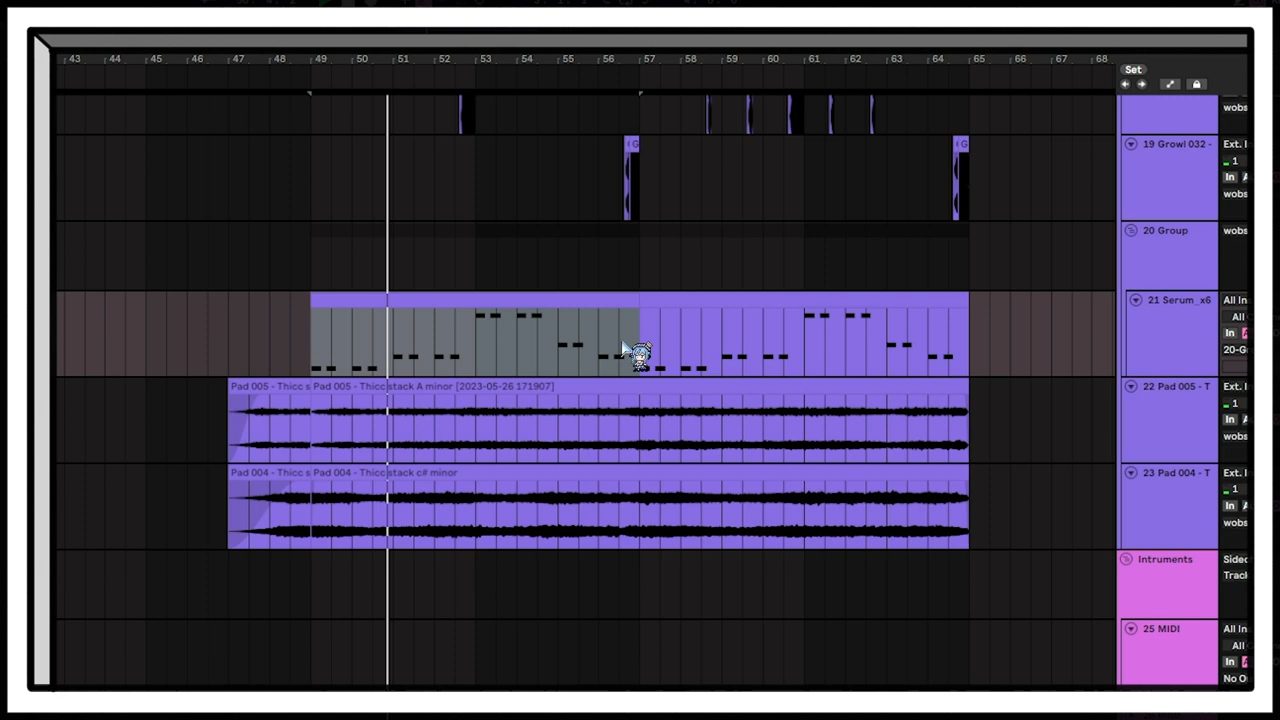 43 44 45 46 47 48 49 50 51 52 53 54 55 56 57 58 59 60 61 62 63 64 65 66 67 68
Set
wobs
G G 19 Growl 032 - Ext. I
1
In A
wobs
20 Group wobs
21 Serum_x6 All In
All
In A
20-G
Pad 005 - Thicc s Pad 005 - Thicc stack A minor [2023-05-26 171907] 22 Pad 005 - T Ext. I
1
In A
wobs
Pad 004 - Thicc s Pad 004 - Thicc stack c# minor 23 Pad 004 - T Ext. I
1
In A
wobs
Intruments Sidec
Track
25 MIDI All In
All
In A
No O